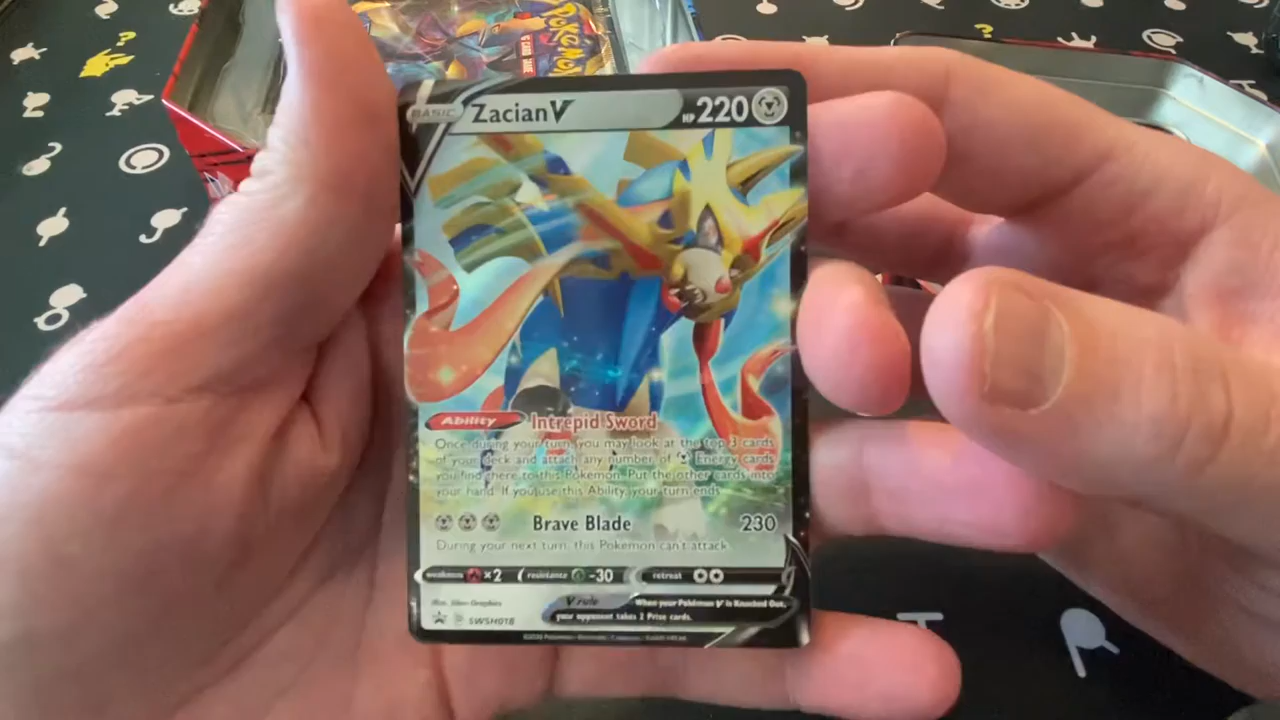 POKÉMON
BASIC Zacian V HP 220
Ability Intrepid Sword
Once during your turn, you may look at the top 3 cards
of your deck and attach any number of Energy cards
you find there to this Pokémon. Put the other cards into
your hand. If you use this Ability, your turn ends.
Brave Blade 230
During your next turn, this Pokémon can't attack.
weakness ×2 resistance -30 retreat
V rule When your Pokémon V is Knocked Out,
your opponent takes 2 Prize cards.
SWSH018